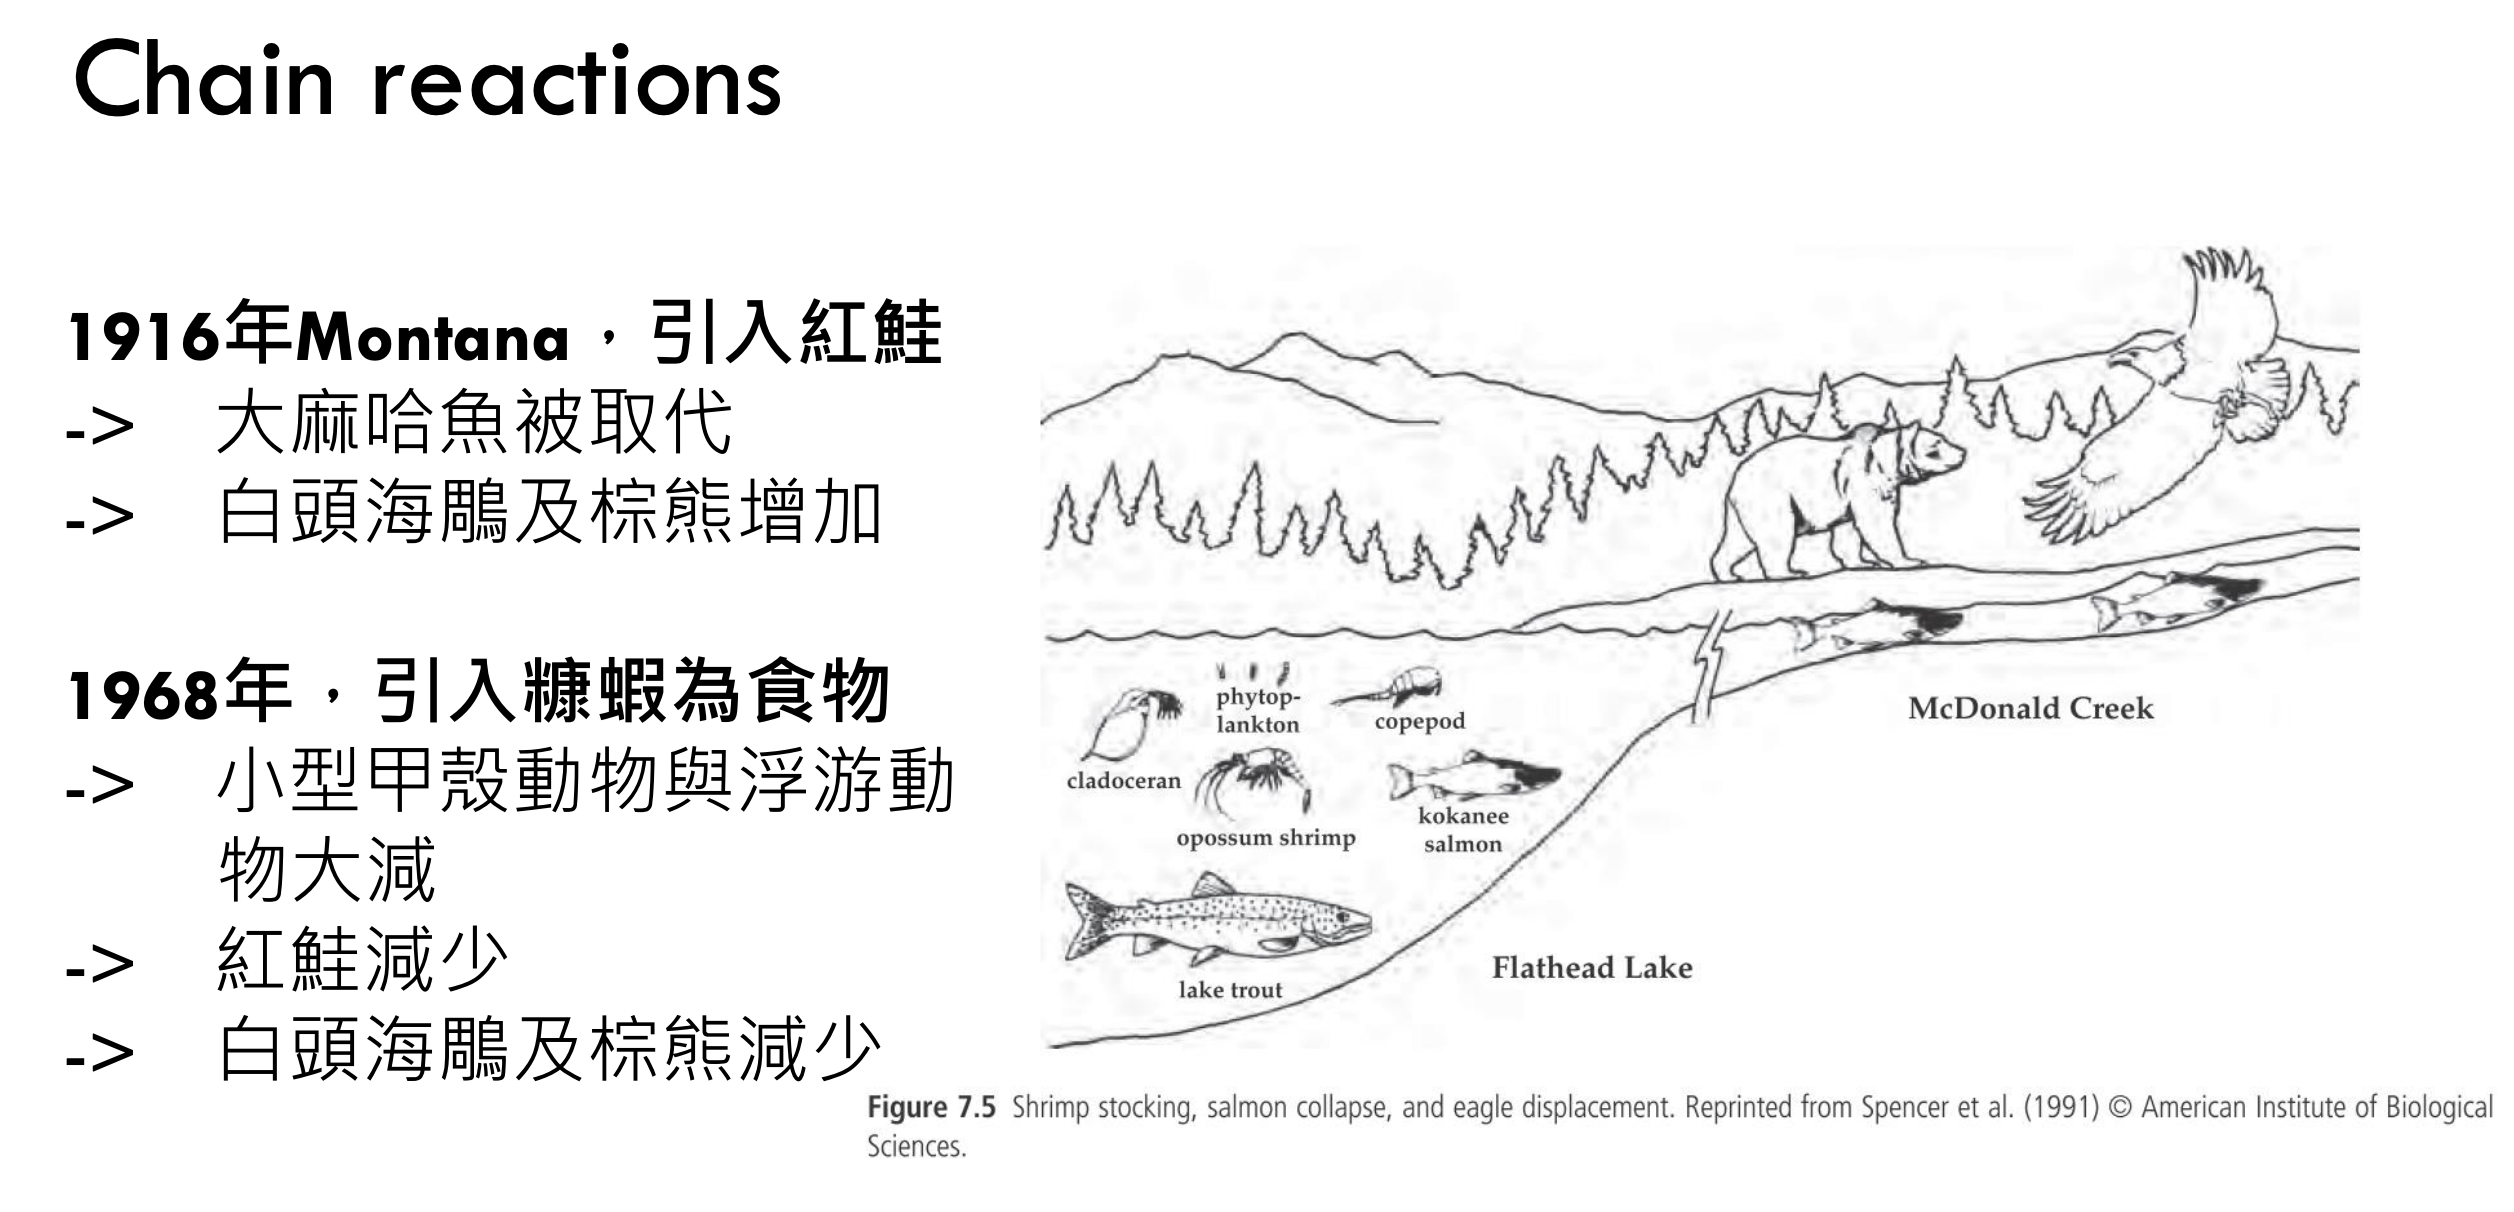 Chain reactions
1916年Montana，引入紅鮭
-> 大麻哈魚被取代
-> 白頭海鵰及棕熊增加
1968年，引入糠蝦為食物
-> 小型甲殼動物與浮游動
物大減
-> 紅鮭減少
-> 白頭海鵰及棕熊減少
phytop-
lankton
copepod
cladoceran
opossum shrimp
kokanee
salmon
lake trout
McDonald Creek
Flathead Lake
Figure 7.5 Shrimp stocking, salmon collapse, and eagle displacement. Reprinted from Spencer et al. (1991) © American Institute of Biological
Sciences.